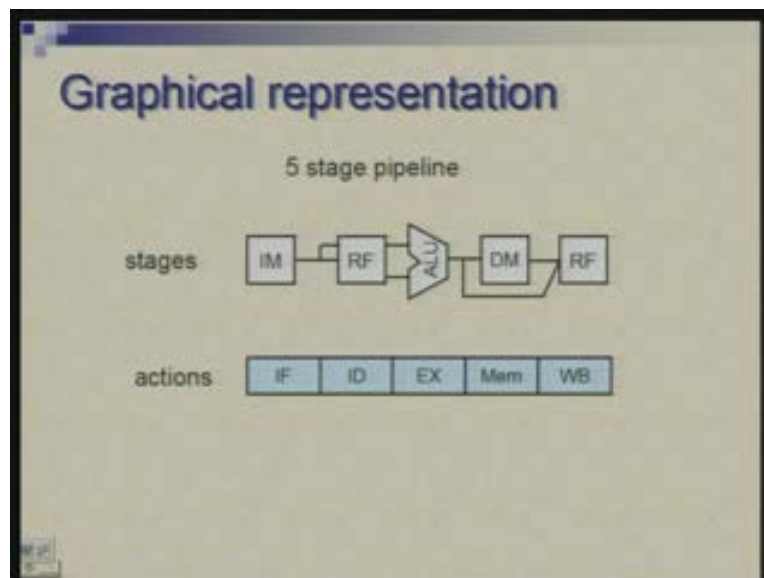 Graphical representation
5 stage pipeline
stages IM RF ALU DM RF
actions IF ID EX Mem WB